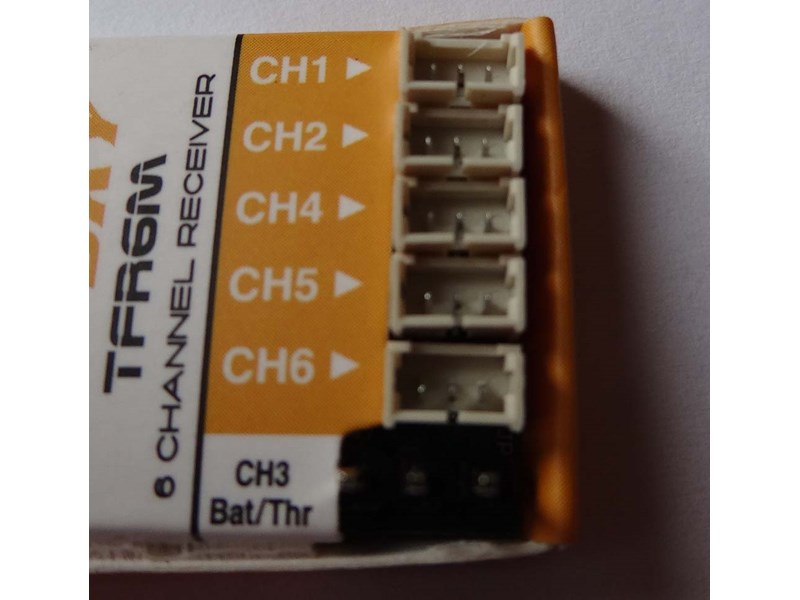 CH1
CH2
CH4
CH5
CH6
CH3
Bat/Thr
TFR6M
6 CHANNEL RECEIVER